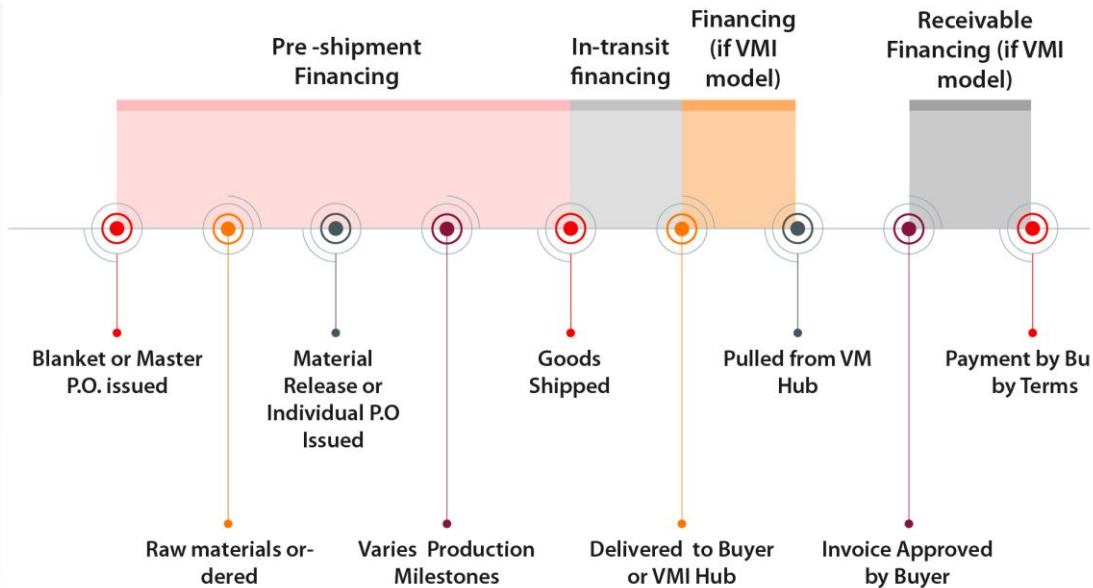 Pre -shipment
Financing
In-transit
financing
Financing
(if VMI
model)
Receivable
Financing (if VMI
model)
Blanket or Master
P.O. issued
Material
Release or
Individual P.O
Issued
Goods
Shipped
Pulled from VM
Hub
Payment by Bu
by Terms
Raw materials or-
dered
Varies Production
Milestones
Delivered to Buyer
or VMI Hub
Invoice Approved
by Buyer